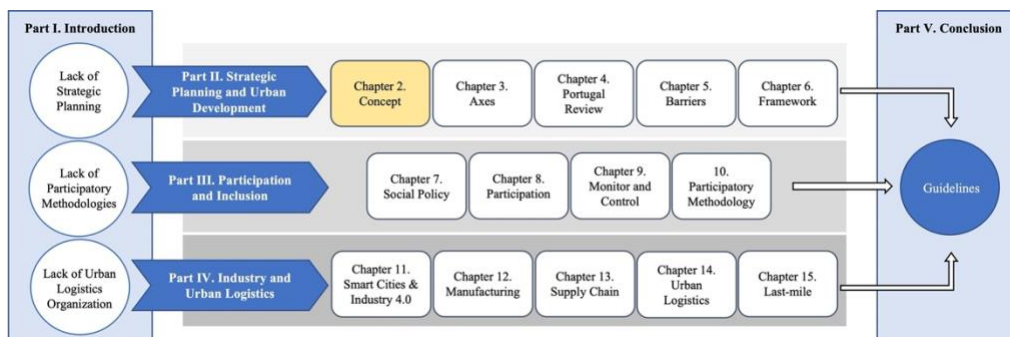 Part I. Introduction
Part V. Conclusion
Lack of
Strategic
Planning
Part II. Strategic
Planning and Urban
Development
Chapter 2.
Concept
Chapter 3.
Axes
Chapter 4.
Portugal
Review
Chapter 5.
Barriers
Chapter 6.
Framework
Lack of
Participatory
Methodologies
Part III. Participation
and Inclusion
Chapter 7.
Social Policy
Chapter 8.
Participation
Chapter 9.
Monitor and
Control
10.
Participatory
Methodology
Guidelines
Lack of Urban
Logistics
Organization
Part IV. Industry and
Urban Logistics
Chapter 11.
Smart Cities &
Industry 4.0
Chapter 12.
Manufacturing
Chapter 13.
Supply Chain
Chapter 14.
Urban
Logistics
Chapter 15.
Last-mile